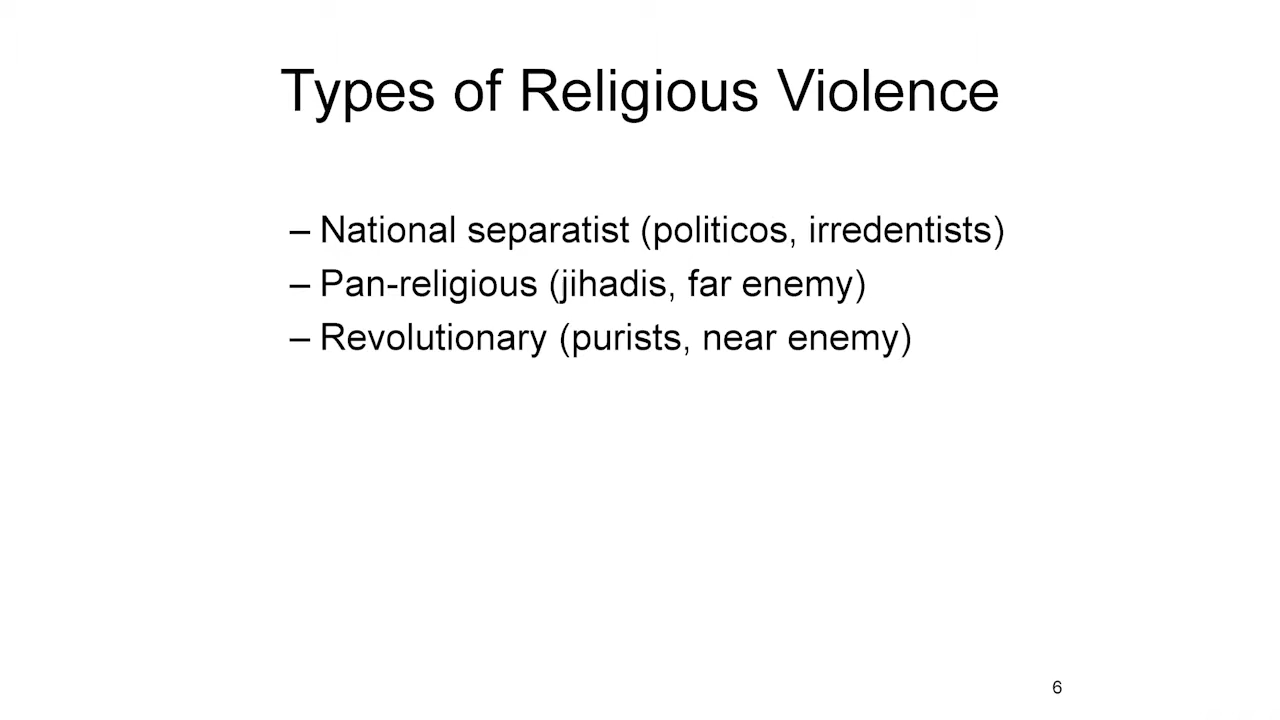 Types of Religious Violence
– National separatist (politicos, irredentists)
– Pan-religious (jihadis, far enemy)
– Revolutionary (purists, near enemy)
6